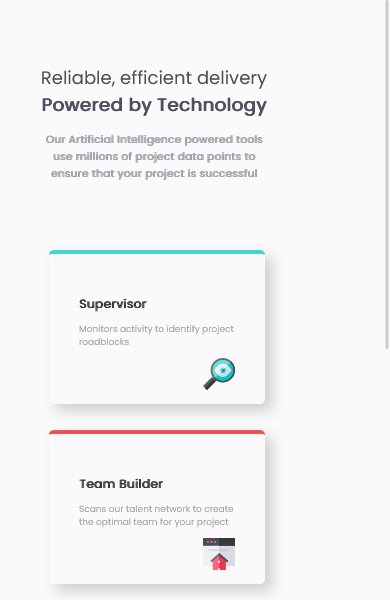 Reliable, efficient delivery
Powered by Technology
Our Artificial Intelligence powered tools
use millions of project data points to
ensure that your project is successful
Supervisor
Monitors activity to identify project
roadblocks
Team Builder
Scans our talent network to create
the optimal team for your project